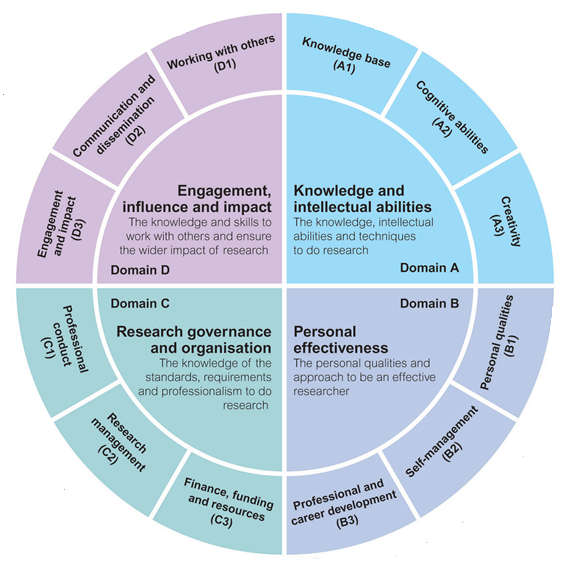 Working with others
(D1)
Knowledge base
(A1)
Communication and
dissemination
(D2)
Cognitive abilities
(A2)
Engagement
and impact
(D3)
Creativity
(A3)
Engagement,
influence and impact
The knowledge and skills to
work with others and ensure
the wider impact of research
Domain D
Knowledge and
intellectual abilities
The knowledge, intellectual
abilities and techniques
to do research
Domain A
Domain C
Research governance
and organisation
The knowledge of the
standards, requirements
and professionalism to do
research
Domain B
Personal
effectiveness
The personal qualities and
approach to be an effective
researcher
Professional
conduct
(C1)
Personal qualities
(B1)
Research
management
(C2)
Self-management
(B2)
Finance, funding
and resources
(C3)
Professional and
career development
(B3)